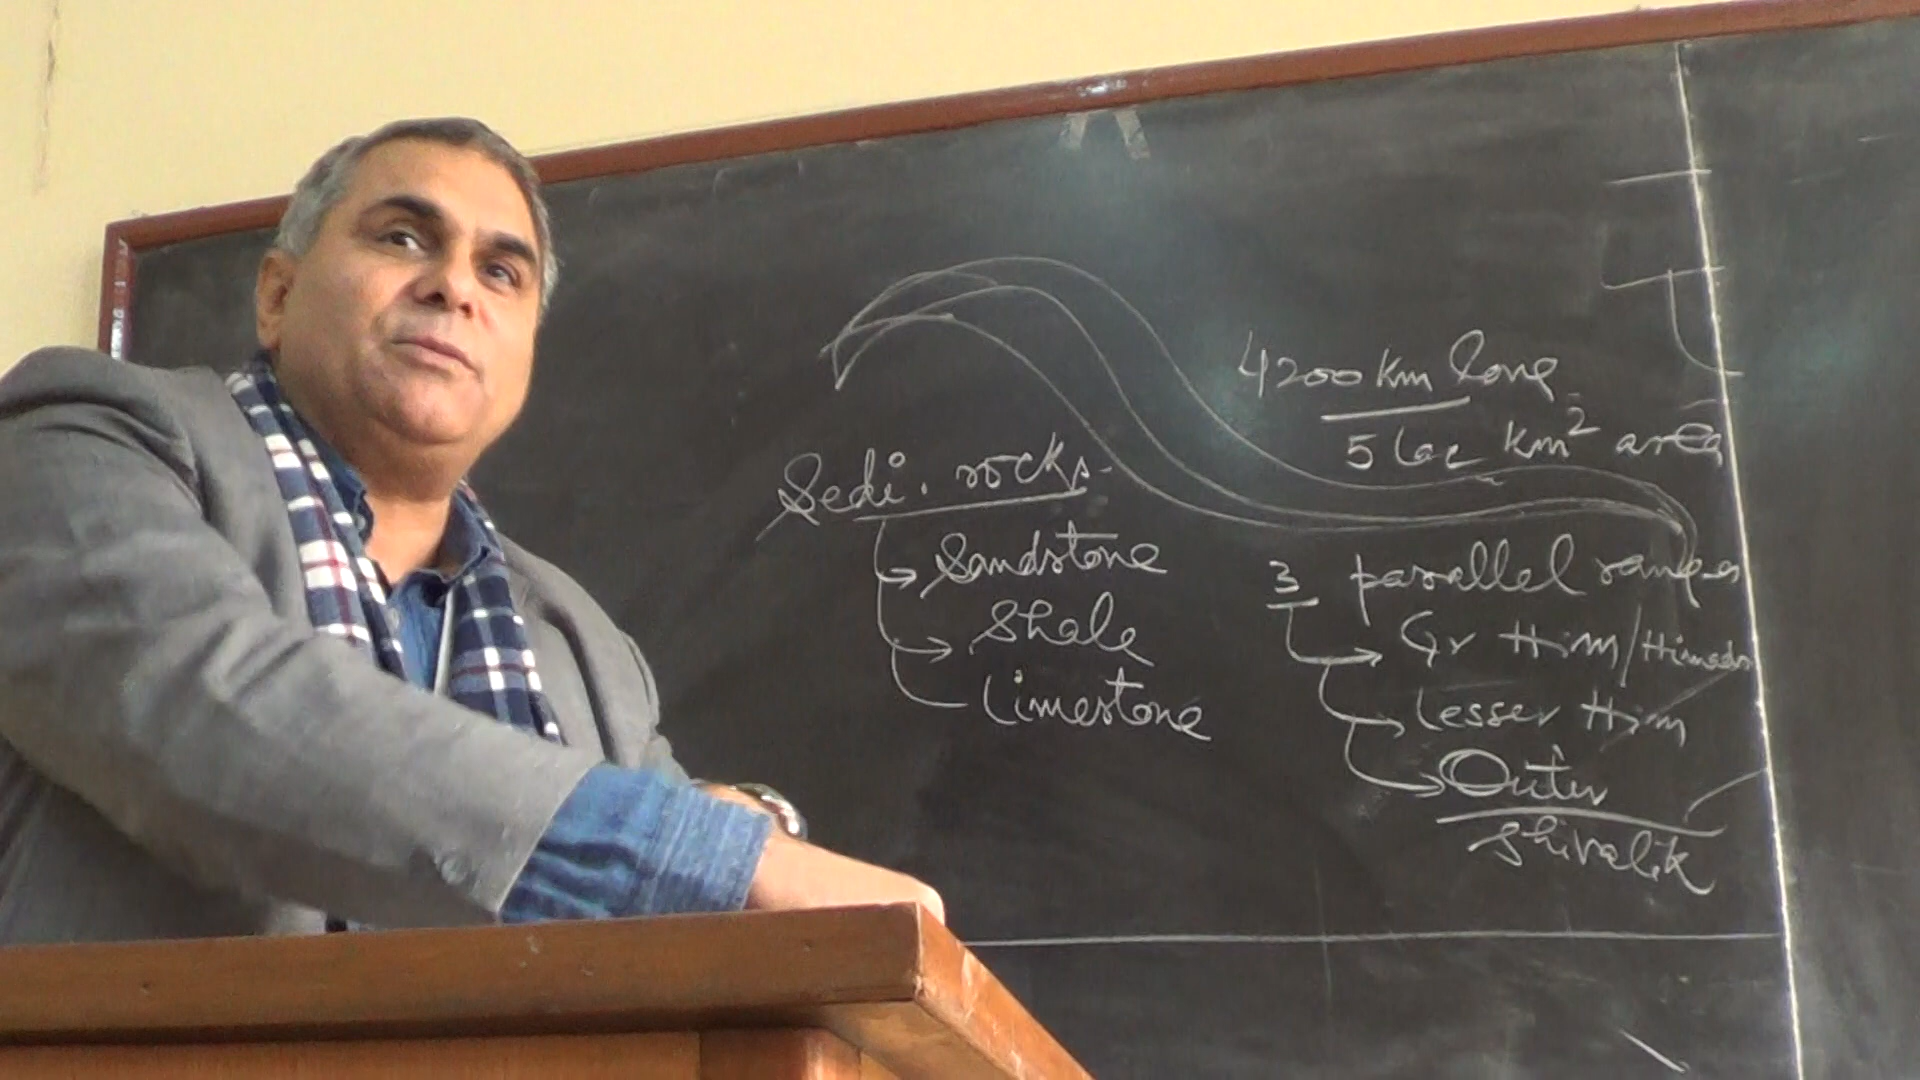 4200 km long
5 lac km² area
Sedi. rocks.
Sandstone
Shale
Limestone
3 parallel ranges
Gr Him/Himadri
Lesser Him
Outer
Shivalik